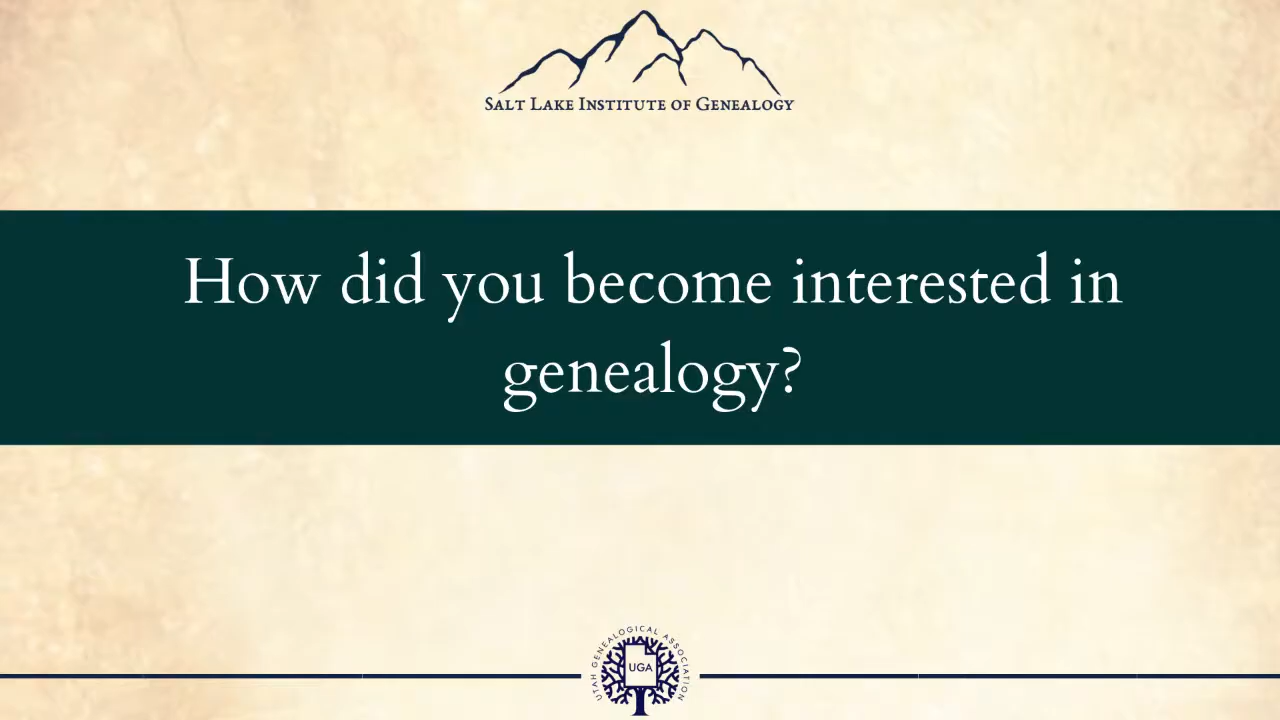 Salt Lake Institute of Genealogy
How did you become interested in
genealogy?
UTAH GENEALOGICAL ASSOCIATION
UGA